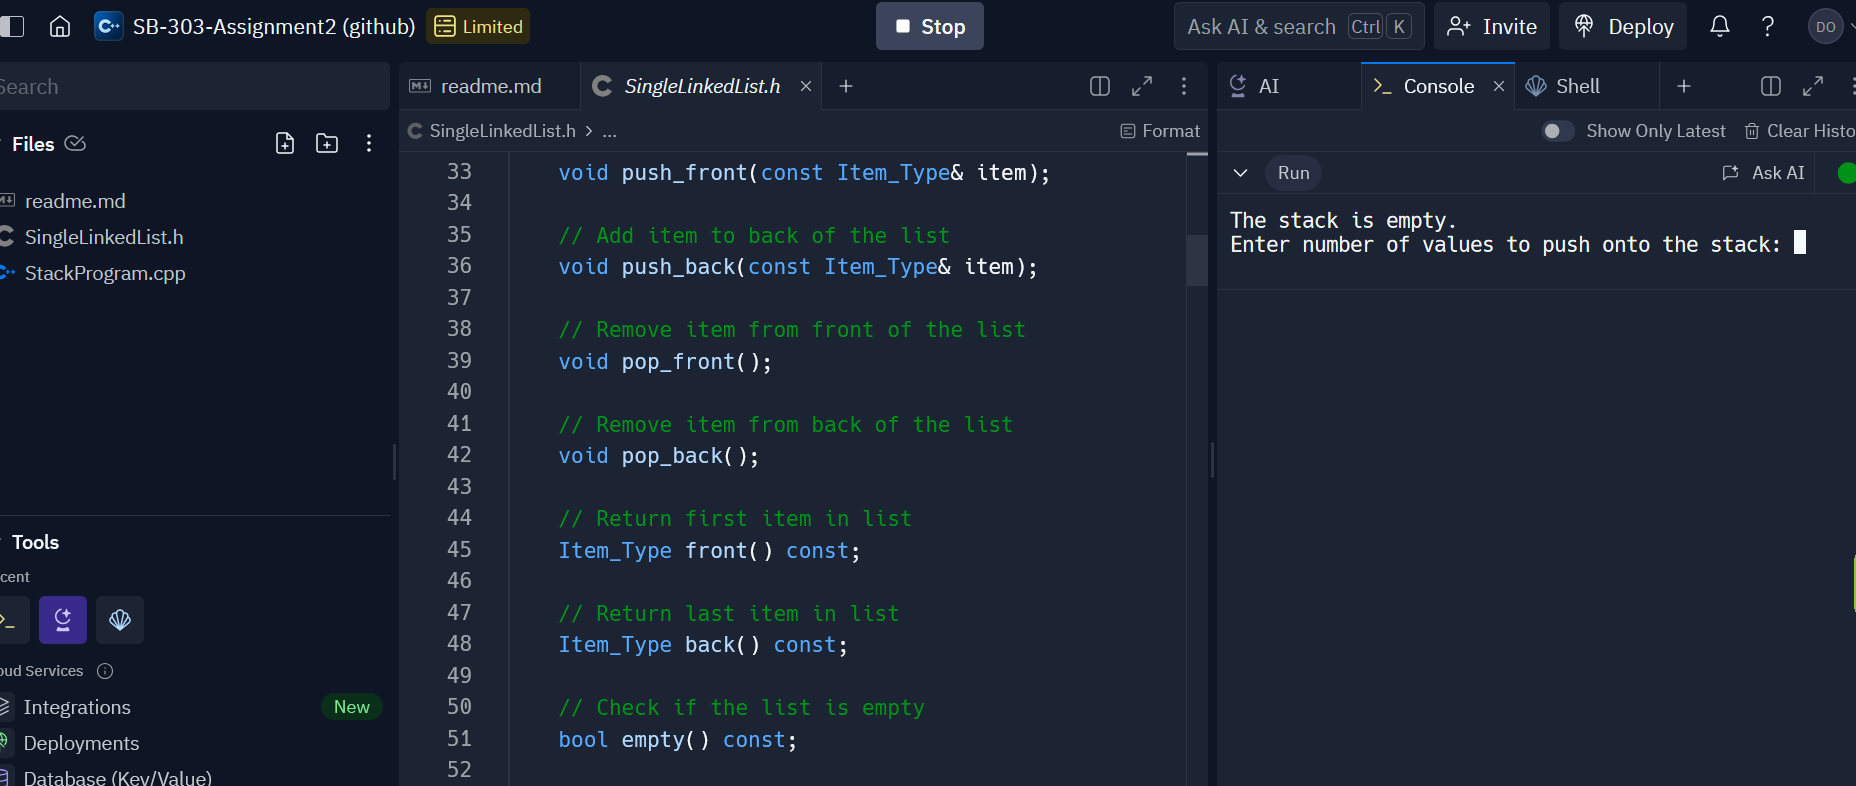 SB-303-Assignment2 (github)
Limited
Stop
Ask AI & search Ctrl K
Invite
Deploy
DO
Search
Files
readme.md
SingleLinkedList.h
StackProgram.cpp
Tools
cent
oud Services
Integrations New
Deployments
Database (Key/Value)
readme.md
SingleLinkedList.h
SingleLinkedList.h > ...
Format
33 void push_front(const Item_Type& item);
34
35 // Add item to back of the list
36 void push_back(const Item_Type& item);
37
38 // Remove item from front of the list
39 void pop_front();
40
41 // Remove item from back of the list
42 void pop_back();
43
44 // Return first item in list
45 Item_Type front() const;
46
47 // Return last item in list
48 Item_Type back() const;
49
50 // Check if the list is empty
51 bool empty() const;
52
AI
Console
Shell
Show Only Latest
Clear Histo
Run
Ask AI
The stack is empty.
Enter number of values to push onto the stack: